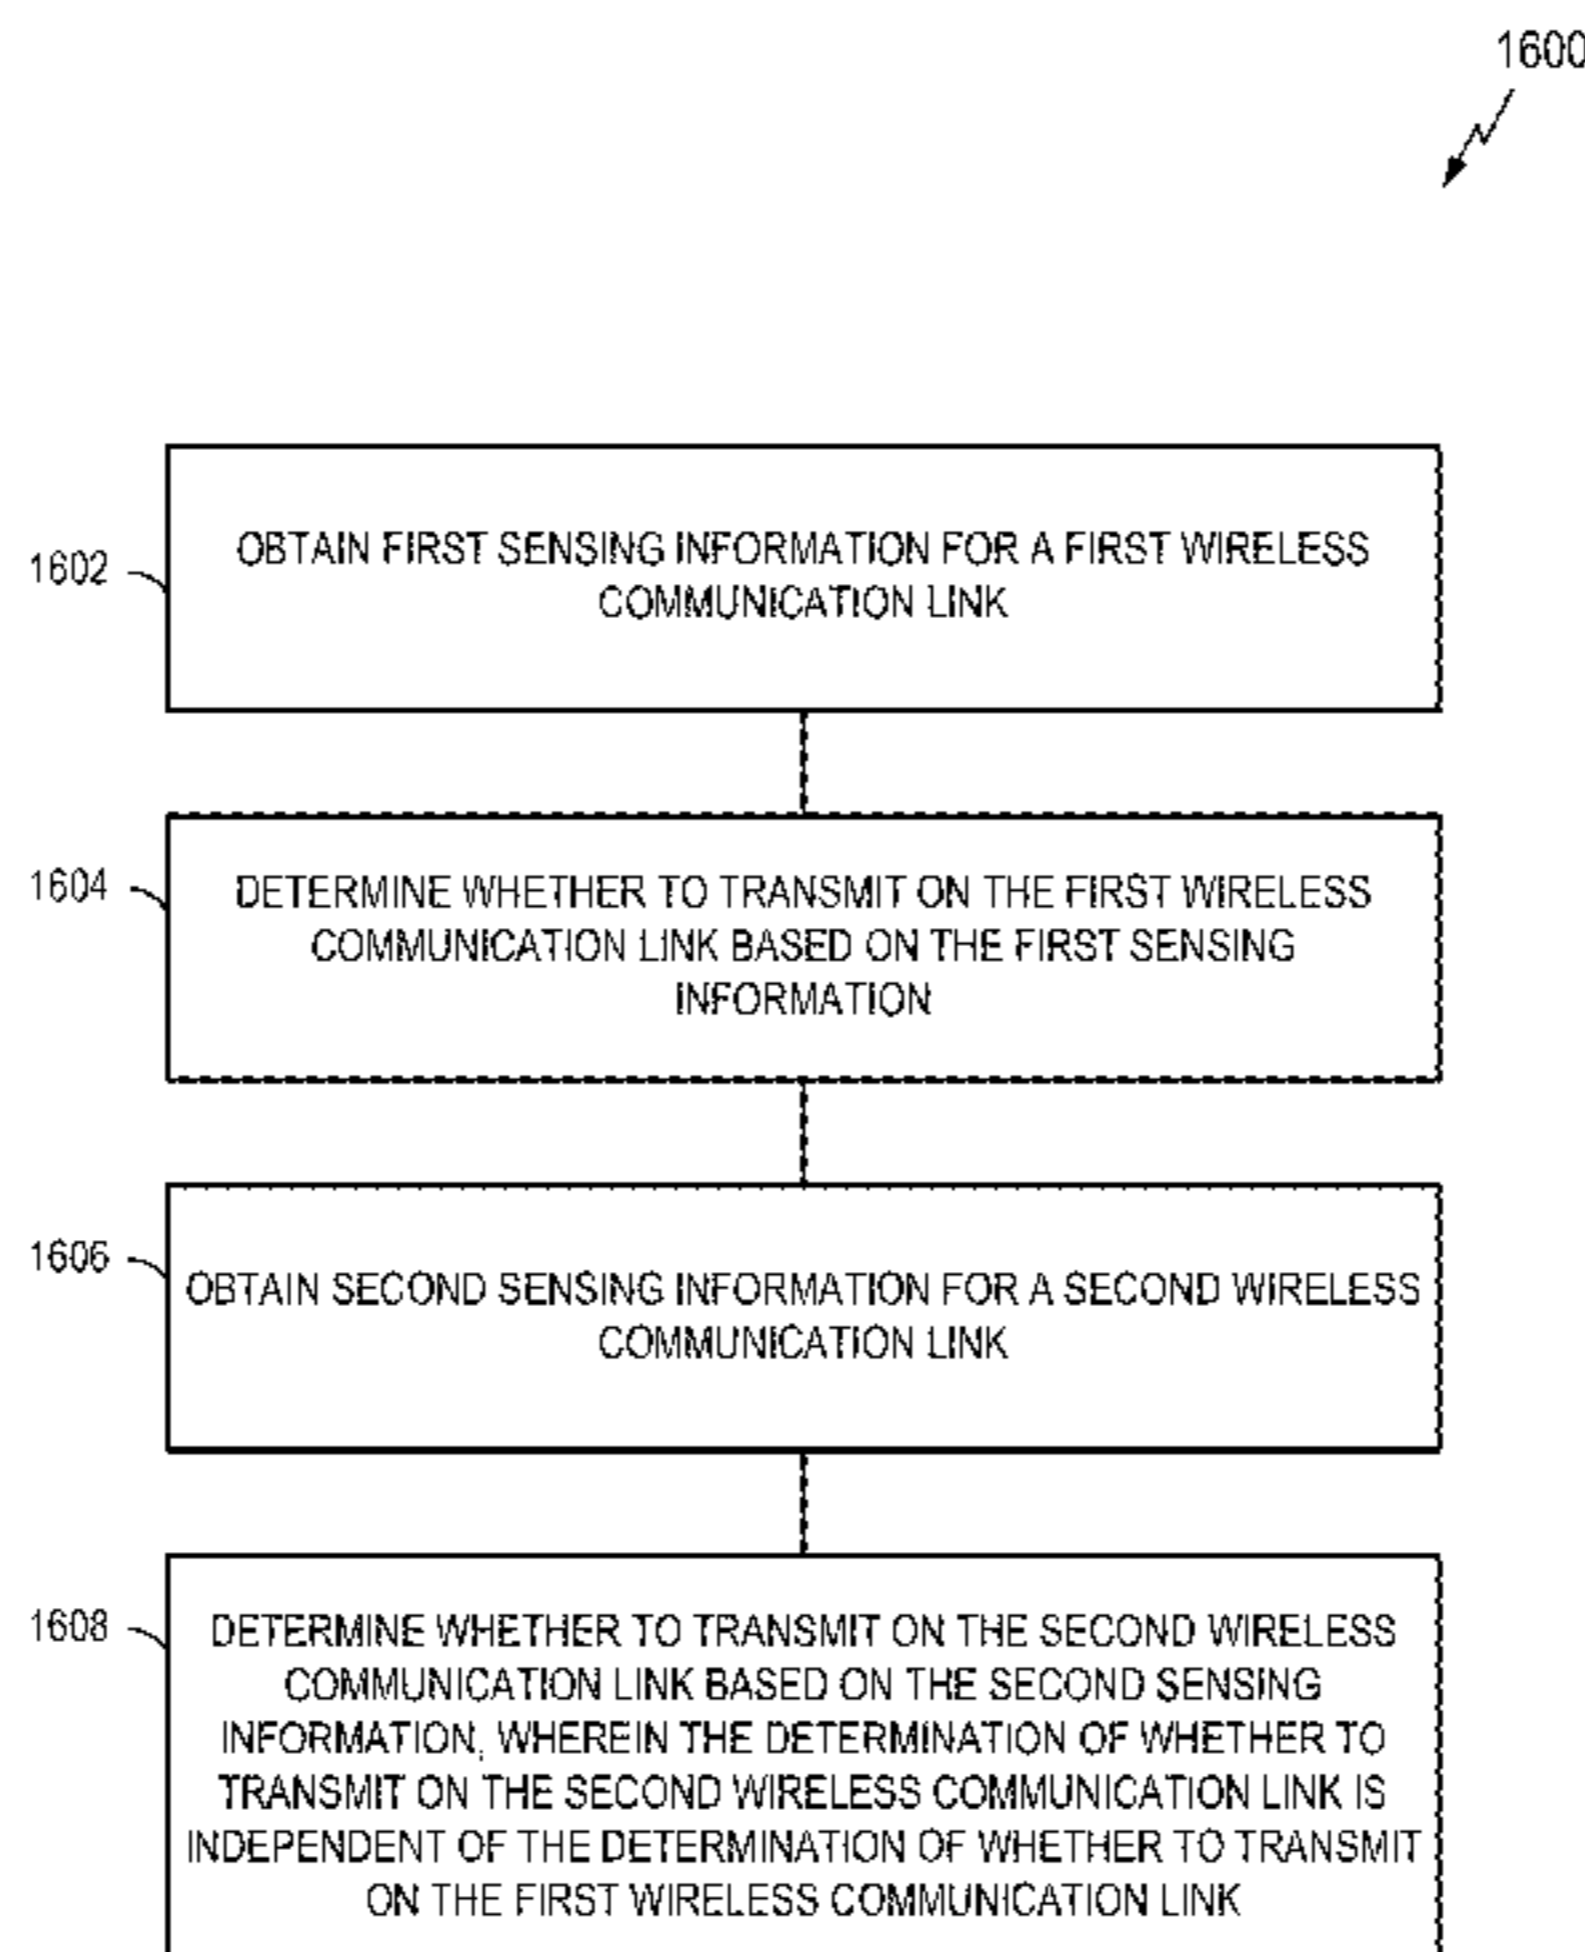 1600
1602
OBTAIN FIRST SENSING INFORMATION FOR A FIRST WIRELESS
COMMUNICATION LINK
1604
DETERMINE WHETHER TO TRANSMIT ON THE FIRST WIRELESS
COMMUNICATION LINK BASED ON THE FIRST SENSING
INFORMATION
1606
OBTAIN SECOND SENSING INFORMATION FOR A SECOND WIRELESS
COMMUNICATION LINK
1608
DETERMINE WHETHER TO TRANSMIT ON THE SECOND WIRELESS
COMMUNICATION LINK BASED ON THE SECOND SENSING
INFORMATION, WHEREIN THE DETERMINATION OF WHETHER TO
TRANSMIT ON THE SECOND WIRELESS COMMUNICATION LINK IS
INDEPENDENT OF THE DETERMINATION OF WHETHER TO TRANSMIT
ON THE FIRST WIRELESS COMMUNICATION LINK